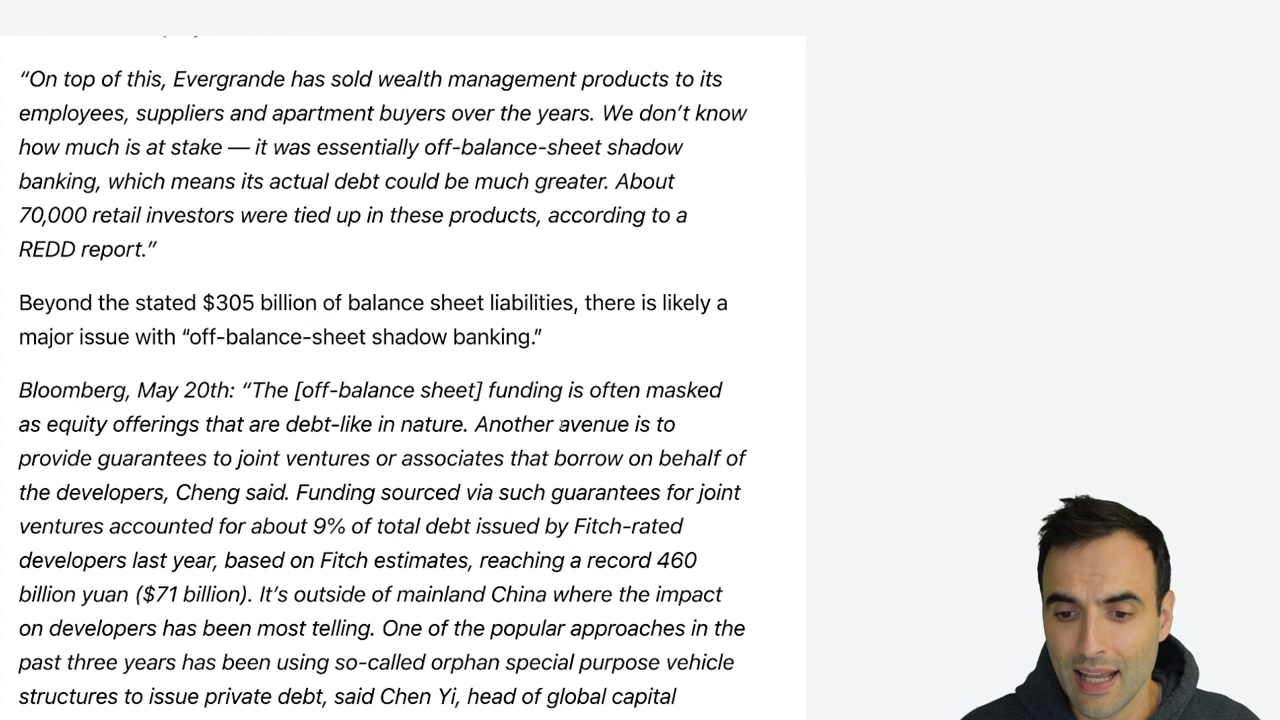 “On top of this, Evergrande has sold wealth management products to its
employees, suppliers and apartment buyers over the years. We don’t know
how much is at stake — it was essentially off-balance-sheet shadow
banking, which means its actual debt could be much greater. About
70,000 retail investors were tied up in these products, according to a
REDD report.”
Beyond the stated $305 billion of balance sheet liabilities, there is likely a
major issue with “off-balance-sheet shadow banking.”
Bloomberg, May 20th: “The [off-balance sheet] funding is often masked
as equity offerings that are debt-like in nature. Another avenue is to
provide guarantees to joint ventures or associates that borrow on behalf of
the developers, Cheng said. Funding sourced via such guarantees for joint
ventures accounted for about 9% of total debt issued by Fitch-rated
developers last year, based on Fitch estimates, reaching a record 460
billion yuan ($71 billion). It’s outside of mainland China where the impact
on developers has been most telling. One of the popular approaches in the
past three years has been using so-called orphan special purpose vehicle
structures to issue private debt, said Chen Yi, head of global capital